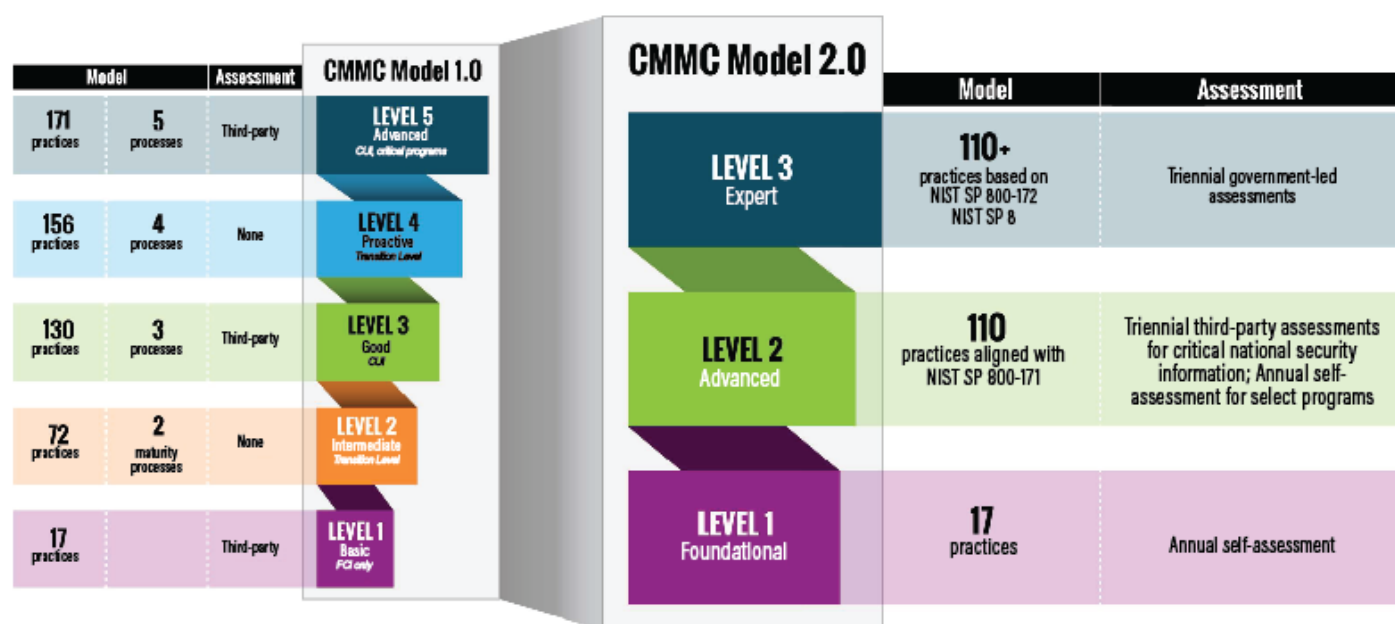 Model Assessment
CMMC Model 1.0
171
practices
5
processes
Third-party
LEVEL 5
Advanced
CUI, critical programs
156
practices
4
processes
None
LEVEL 4
Proactive
Transition Level
130
practices
3
processes
Third-party
LEVEL 3
Good
CUI
72
practices
2
maturity
processes
None
LEVEL 2
Intermediate
Transition Level
17
practices
Third-party
LEVEL 1
Basic
FCI only
CMMC Model 2.0
Model Assessment
LEVEL 3
Expert
110+
practices based on
NIST SP 800-172
NIST SP 8
Triennial government-led
assessments
LEVEL 2
Advanced
110
practices aligned with
NIST SP 800-171
Triennial third-party assessments
for critical national security
information; Annual self-
assessment for select programs
LEVEL 1
Foundational
17
practices
Annual self-assessment